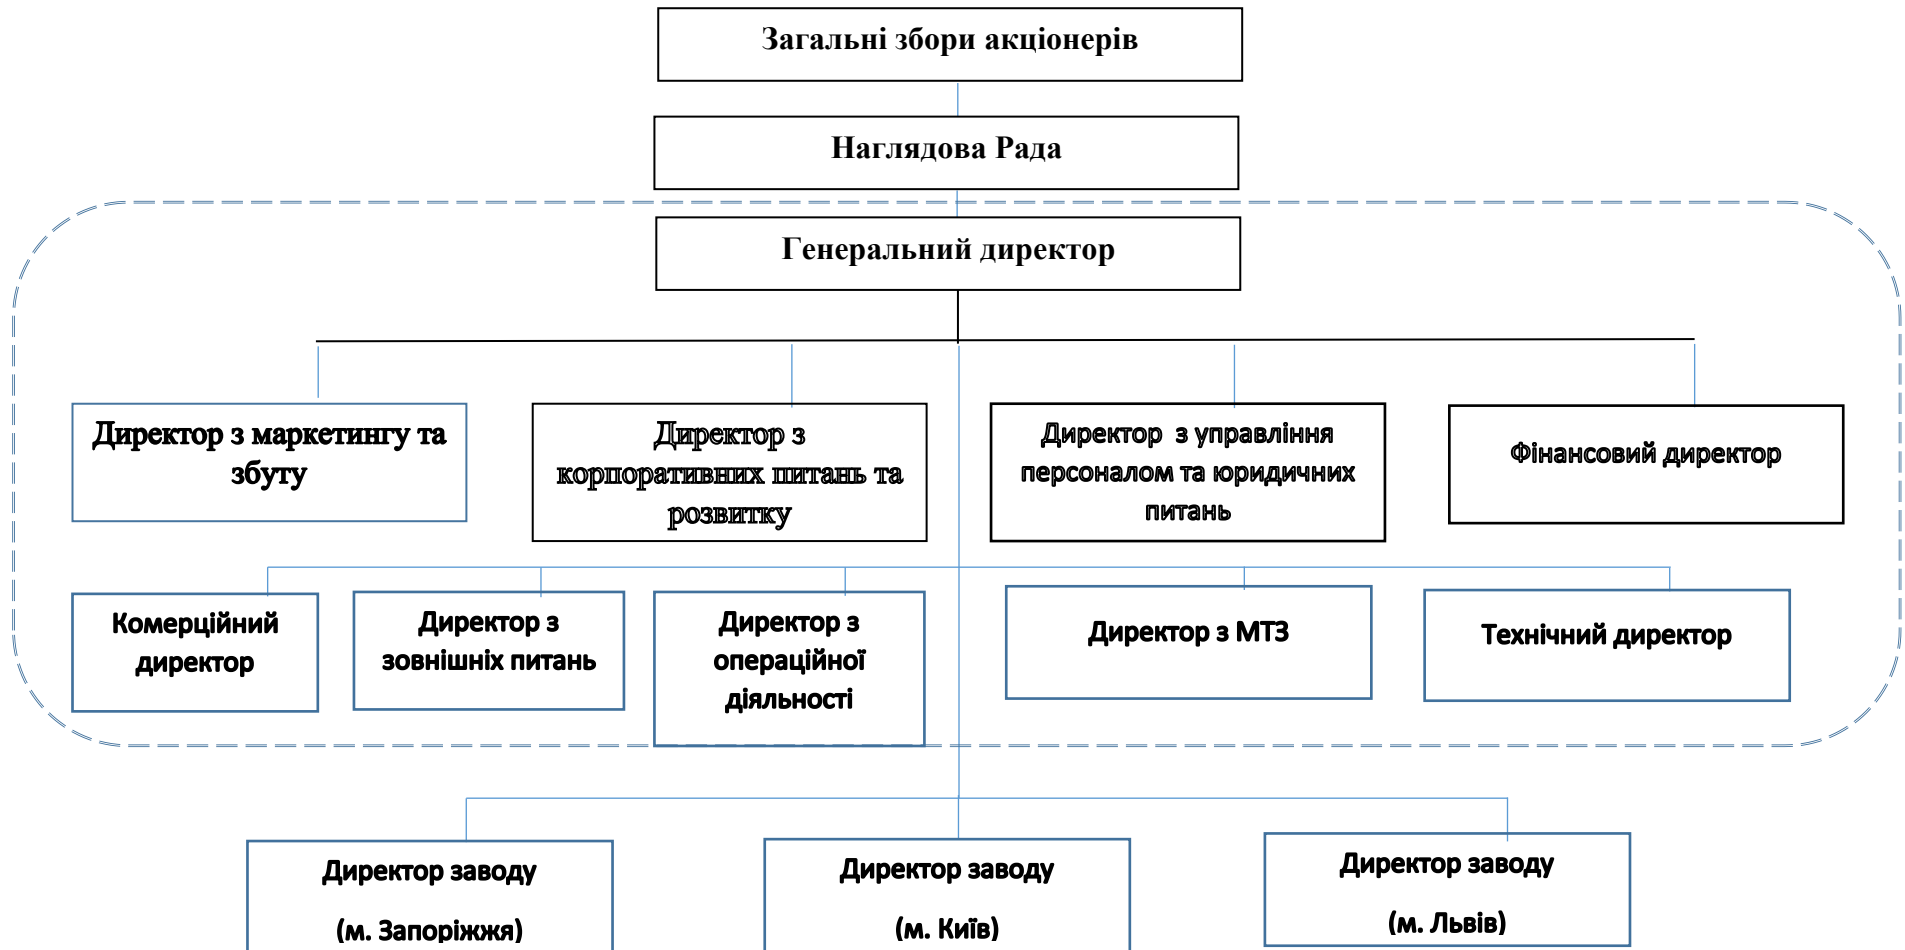 Загальні збори акціонерів
Наглядова Рада
Генеральний директор
Директор з маркетингу та
збуту
Директор з
корпоративних питань та
розвитку
Директор з управління
персоналом та юридичних
питань
Фінансовий директор
Комерційний
директор
Директор з
зовнішніх питань
Директор з
операційної
діяльності
Директор з МТЗ
Технічний директор
Директор заводу
(м. Запоріжжя)
Директор заводу
(м. Київ)
Директор заводу
(м. Львів)